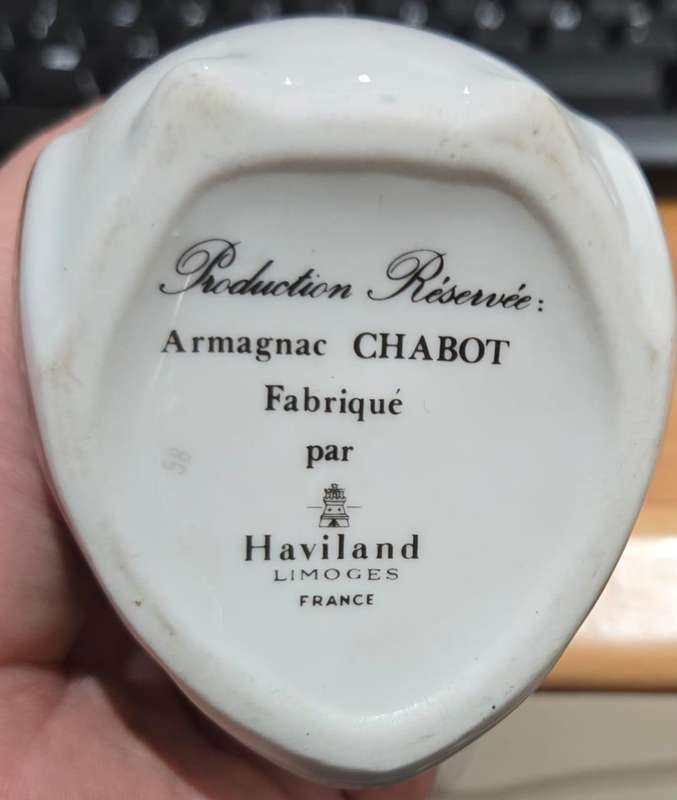 Production Réservée:
Armagnac CHABOT
Fabriqué
par
Haviland
LIMOGES
FRANCE